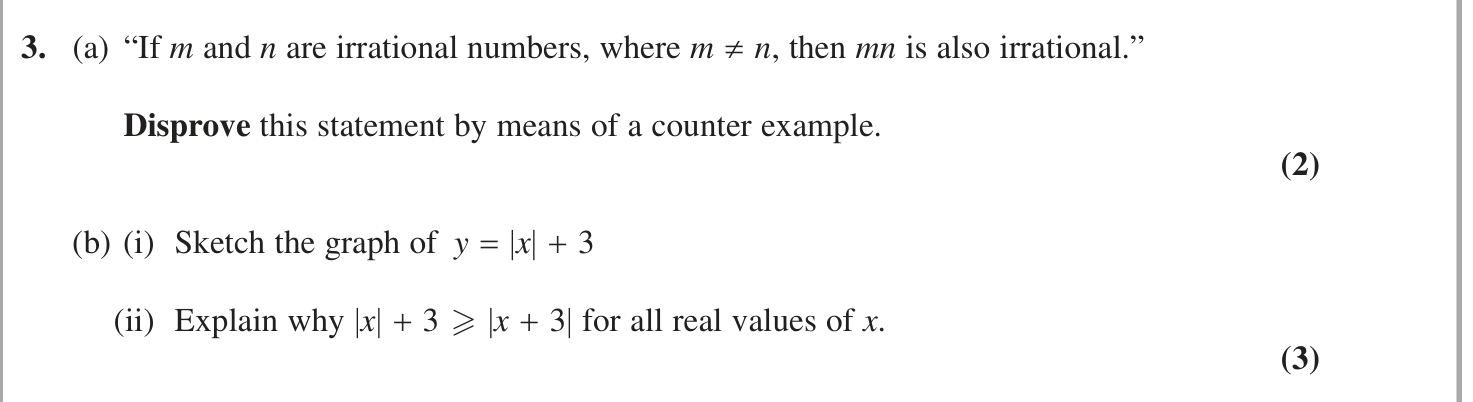 3. (a) “If m and n are irrational numbers, where m ≠ n, then mn is also irrational.”
Disprove this statement by means of a counter example.
(2)
(b) (i) Sketch the graph of y = |x| + 3
(ii) Explain why |x| + 3 ⩾ |x + 3| for all real values of x.
(3)